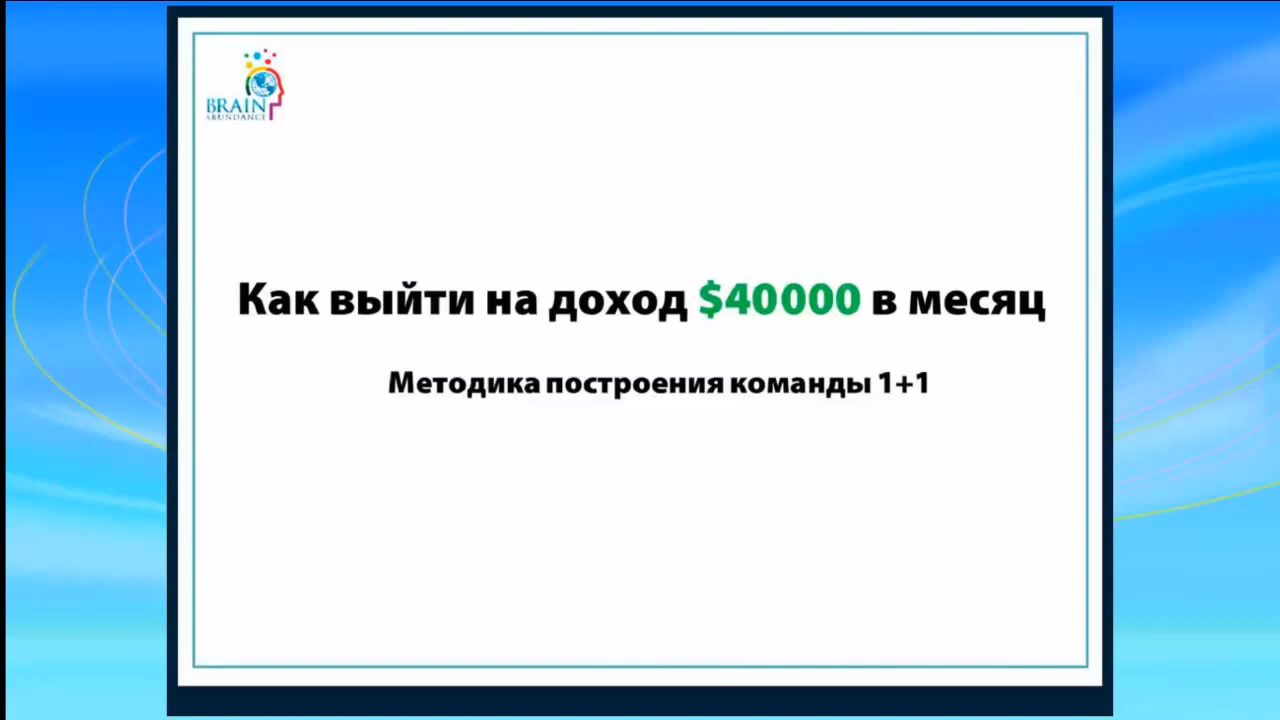 BRAIN
ABUNDANCE
Как выйти на доход $40000 в месяц
Методика построения команды 1+1